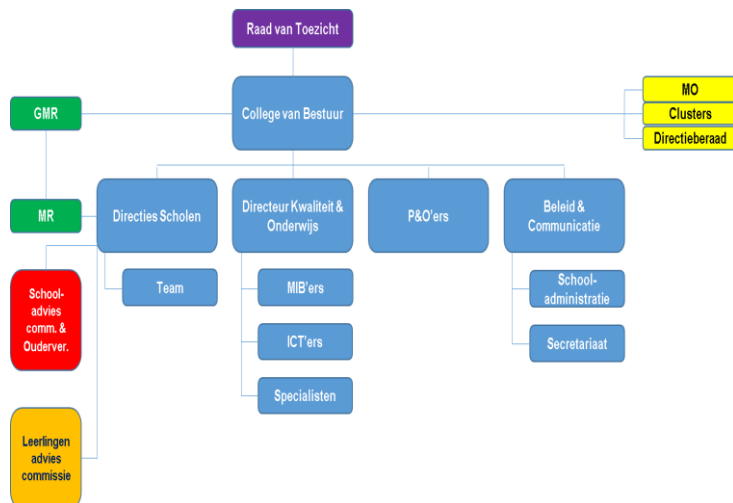 Raad van Toezicht
GMR
College van Bestuur
MO
Clusters
Directieberaad
MR
Directies Scholen
Directeur Kwaliteit &
Onderwijs
P&O'ers
Beleid &
Communicatie
School-
advies
comm. &
Ouderver.
Team
MIB'ers
School-
administratie
ICT'ers
Secretariaat
Specialisten
Leerlingen
advies
commissie